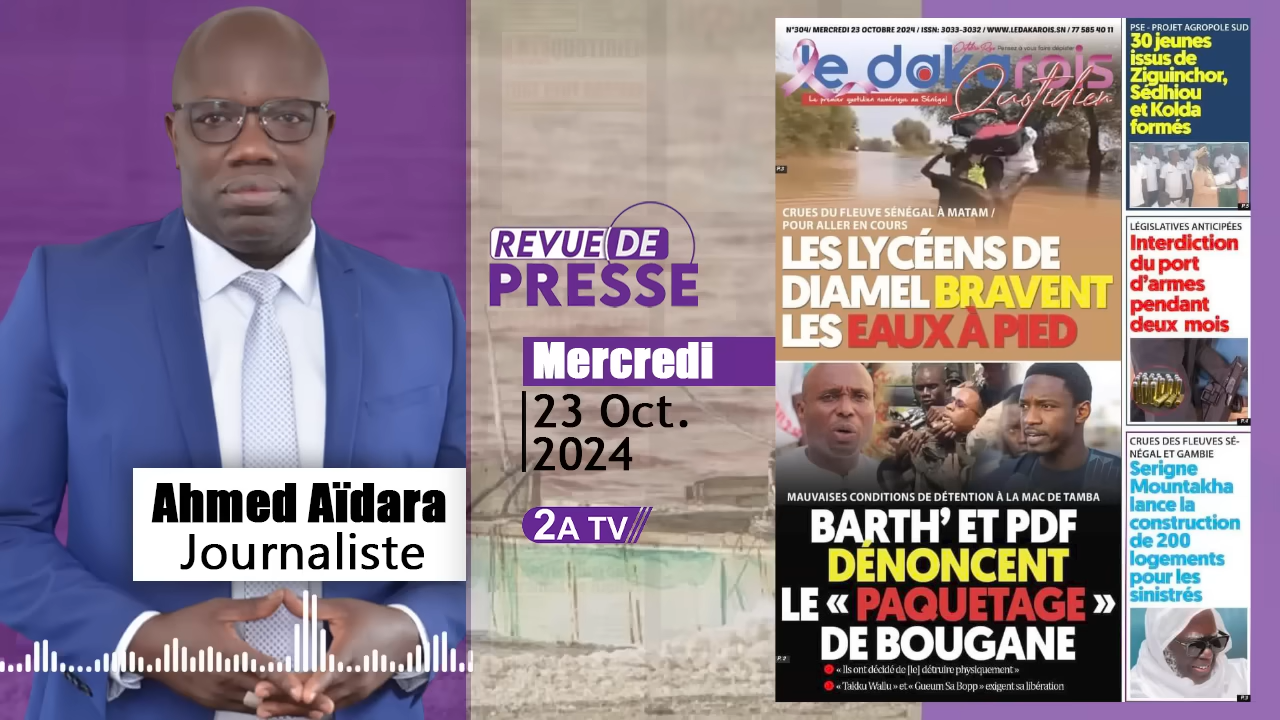 Ahmed Aïdara
Journaliste
REVUE DE
PRESSE
Mercredi
23 Oct.
2024
2A TV
N°304/ MERCREDI 23 OCTOBRE 2024 / ISSN: 3033-3032 / WWW.LEDAKAROIS.SN / 77 585 40 11
le dakarois
Quotidien
Le premier quotidien numérique au Sénégal
CRUES DU FLEUVE SÉNÉGAL À MATAM /
POUR ALLER EN COURS
LES LYCÉENS DE
DIAMEL BRAVENT
LES EAUX À PIED
MAUVAISES CONDITIONS DE DÉTENTION À LA MAC DE TAMBA
BARTH' ET PDF
DÉNONCENT
LE « PAQUETAGE »
DE BOUGANE
« Ils ont décidé de [le] détruire physiquement »
« Takku Wallu » et « Gueum Sa Bopp » exigent sa libération
PSE - PROJET AGROPOLE SUD
30 jeunes
issus de
Ziguinchor,
Sédhiou
et Kolda
formés
LÉGISLATIVES ANTICIPÉES
Interdiction
du port
d'armes
pendant
deux mois
CRUES DES FLEUVES SÉ-
NÉGAL ET GAMBIE
Serigne
Mountakha
lance la
construction
de 200
logements
pour les
sinistrés